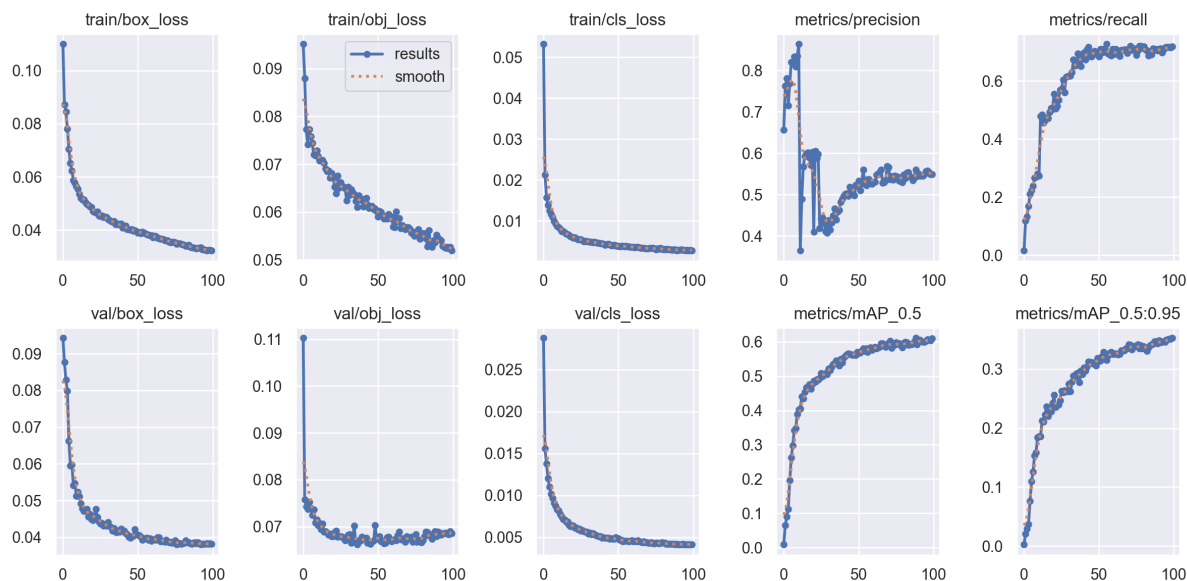 train/box_loss
train/obj_loss
train/cls_loss
metrics/precision
metrics/recall
0.10
0.08
0.06
0.04
0 50 100
0.09
0.08
0.07
0.06
0.05
results
smooth
0 50 100
0.05
0.04
0.03
0.02
0.01
0 50 100
0.8
0.7
0.6
0.5
0.4
0 50 100
0.6
0.4
0.2
0.0
0 50 100
val/box_loss
val/obj_loss
val/cls_loss
metrics/mAP_0.5
metrics/mAP_0.5:0.95
0.09
0.08
0.07
0.06
0.05
0.04
0 50 100
0.11
0.10
0.09
0.08
0.07
0 50 100
0.025
0.020
0.015
0.010
0.005
0 50 100
0.6
0.5
0.4
0.3
0.2
0.1
0.0
0 50 100
0.3
0.2
0.1
0.0
0 50 100